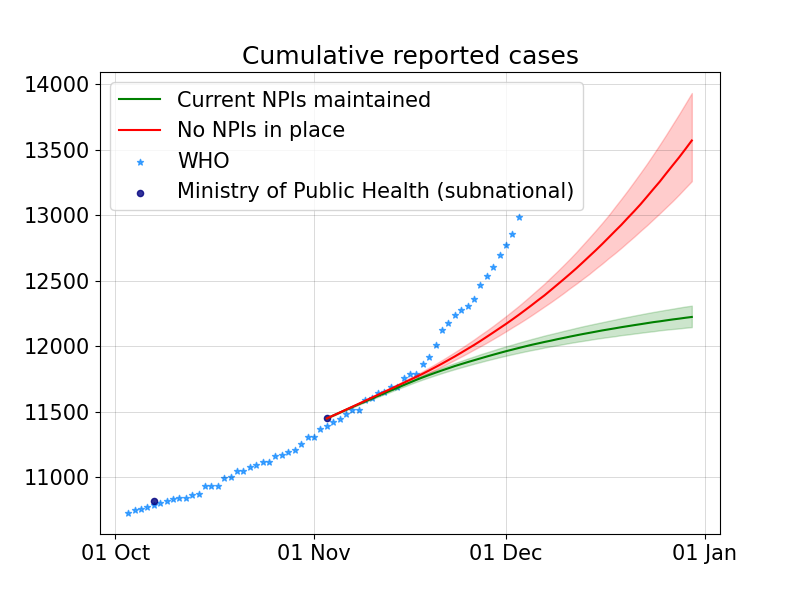 Cumulative reported cases
14000
13500
13000
12500
12000
11500
11000
Current NPIs maintained
No NPIs in place
WHO
Ministry of Public Health (subnational)
01 Oct
01 Nov
01 Dec
01 Jan